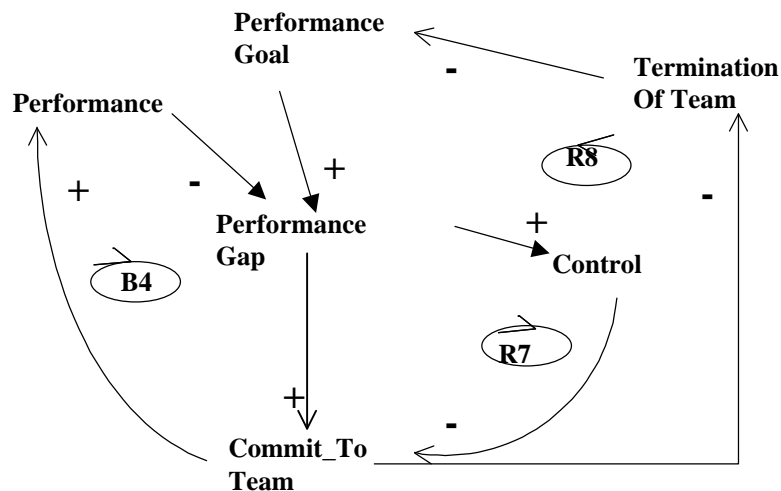 Performance
Goal
-
Termination
Of Team
Performance
R8
+
-
+
-
Performance
Gap
+
Control
B4
R7
+
-
Commit_To
Team